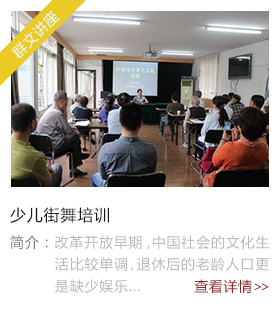 群文讲座
少儿街舞培训
简介：改革开放早期，中国社会的文化生
活比较单调，退休后的老龄人口更
是缺少娱乐... 查看详情>>